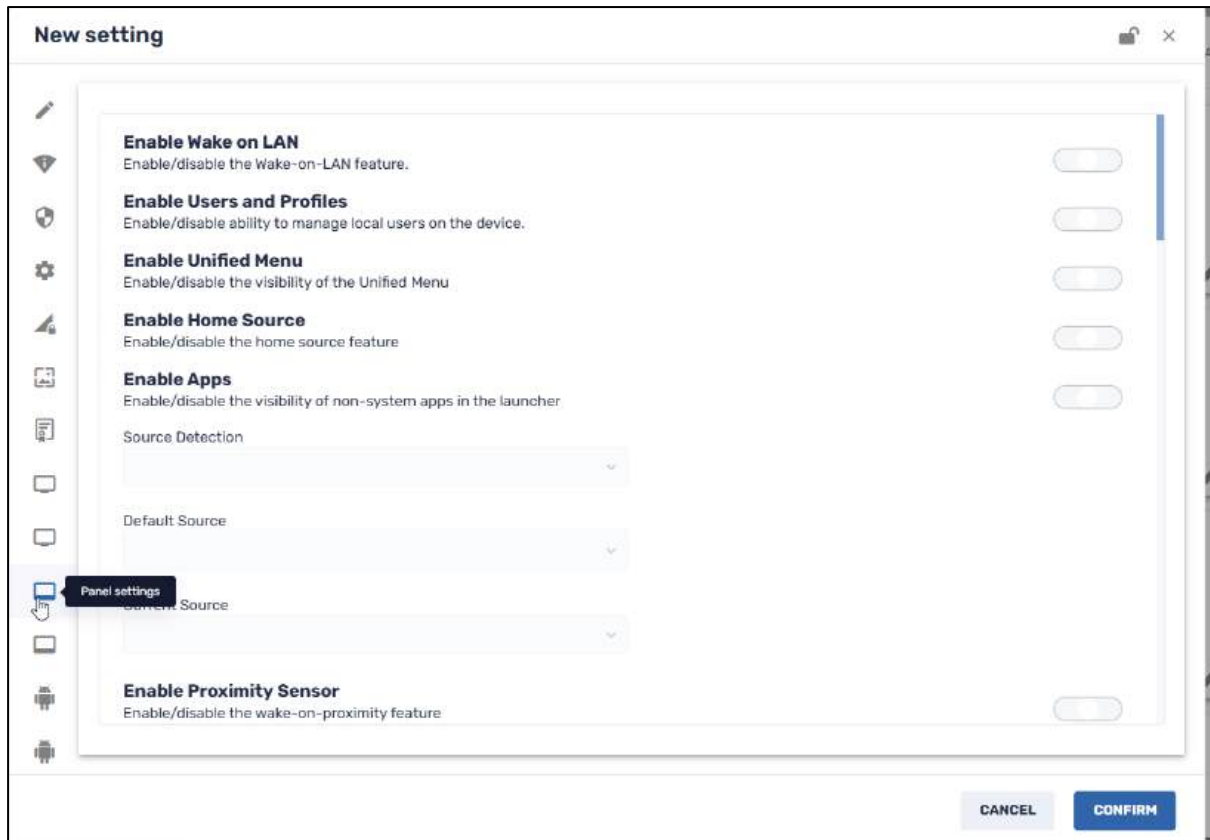 New setting
Enable Wake on LAN
Enable/disable the Wake-on-LAN feature.
Enable Users and Profiles
Enable/disable ability to manage local users on the device.
Enable Unified Menu
Enable/disable the visibility of the Unified Menu
Enable Home Source
Enable/disable the home source feature
Enable Apps
Enable/disable the visibility of non-system apps in the launcher
Source Detection
Default Source
Panel settings
Current Source
Enable Proximity Sensor
Enable/disable the wake-on-proximity feature
CANCEL
CONFIRM